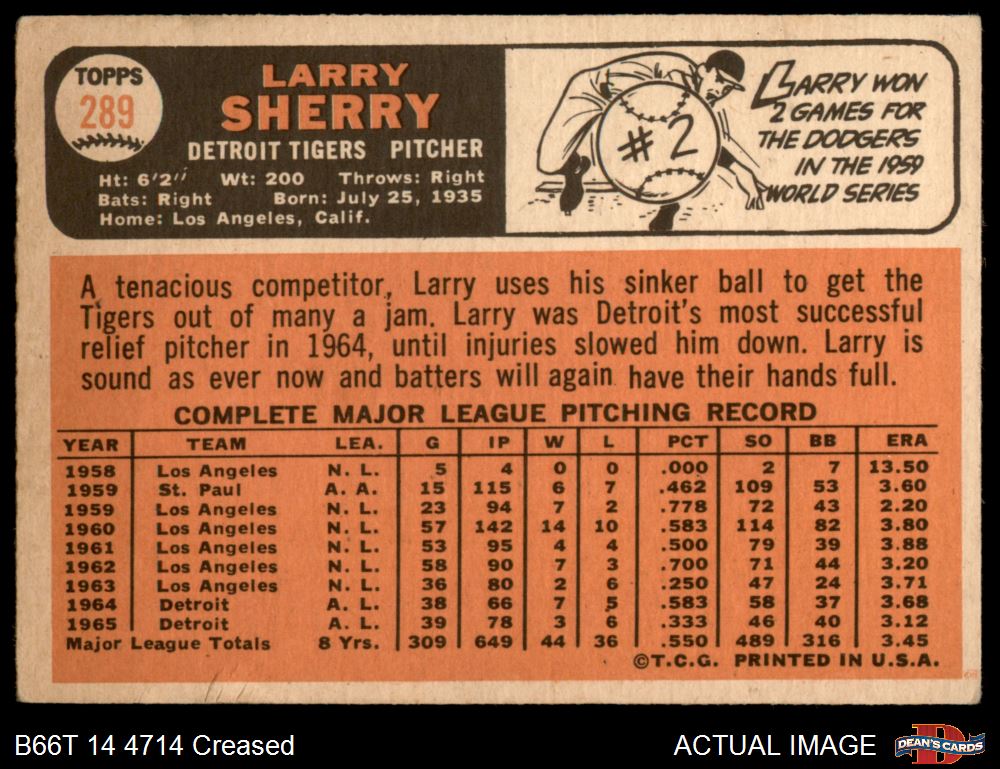 TOPPS
289
LARRY
SHERRY
DETROIT TIGERS PITCHER
Ht: 6'2" Wt: 200 Throws: Right
Bats: Right Born: July 25, 1935
Home: Los Angeles, Calif.
#2
LARRY WON
2 GAMES FOR
THE DODGERS
IN THE 1959
WORLD SERIES
A tenacious competitor, Larry uses his sinker ball to get the
Tigers out of many a jam. Larry was Detroit's most successful
relief pitcher in 1964, until injuries slowed him down. Larry is
sound as ever now and batters will again have their hands full.
COMPLETE MAJOR LEAGUE PITCHING RECORD
YEAR TEAM LEA. G IP W L PCT SO BB ERA
1958 Los Angeles N. L. 5 4 0 0 .000 2 7 13.50
1959 St. Paul A. A. 15 115 6 7 .462 109 53 3.60
1959 Los Angeles N. L. 23 94 7 2 .778 72 43 2.20
1960 Los Angeles N. L. 57 142 14 10 .583 114 82 3.80
1961 Los Angeles N. L. 53 95 4 4 .500 79 39 3.88
1962 Los Angeles N. L. 58 90 7 3 .700 71 44 3.20
1963 Los Angeles N. L. 36 80 2 6 .250 47 24 3.71
1964 Detroit A. L. 38 66 7 5 .583 58 37 3.68
1965 Detroit A. L. 39 78 3 6 .333 46 40 3.12
Major League Totals 8 Yrs. 309 649 44 36 .550 489 316 3.45
©T.C.G. PRINTED IN U.S.A.
B66T 14 4714 Creased
ACTUAL IMAGE
DEAN'S CARDS